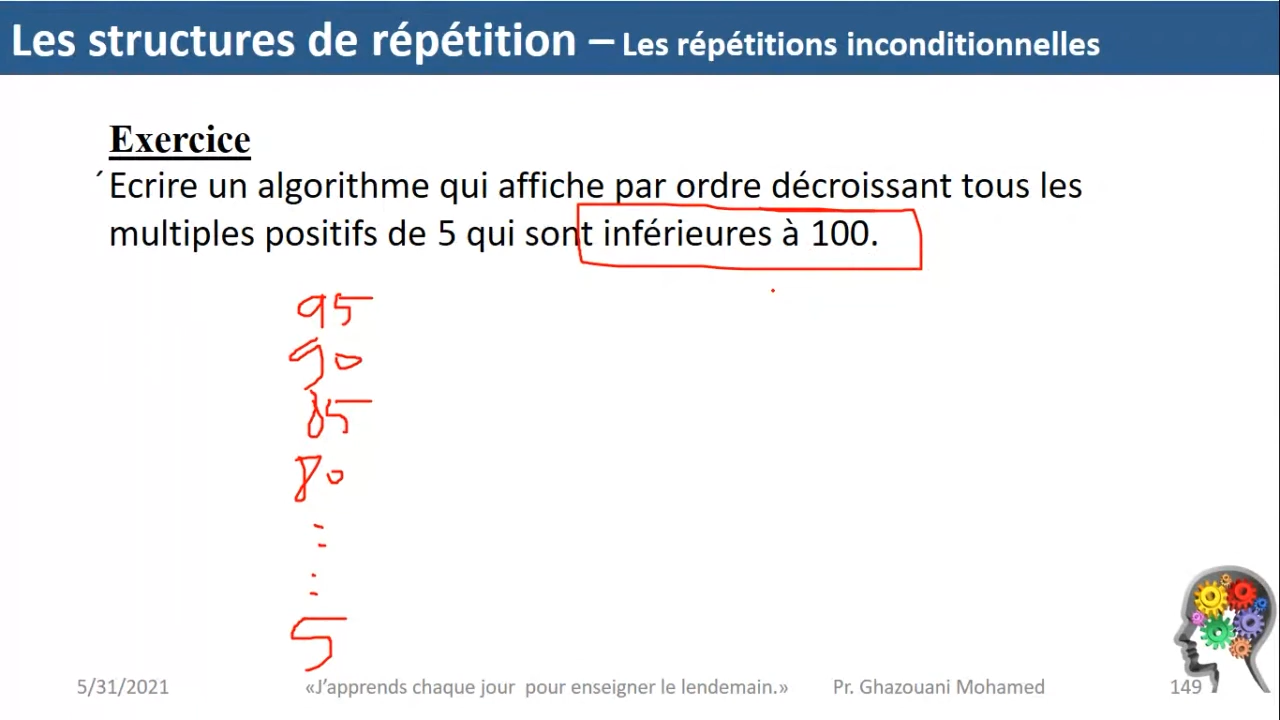 Les structures de répétition – Les répétitions inconditionnelles
Exercice
´Ecrire un algorithme qui affiche par ordre décroissant tous les
multiples positifs de 5 qui sont inférieures à 100.
95
90
85
80
:
:
5
5/31/2021 «J’apprends chaque jour pour enseigner le lendemain.» Pr. Ghazouani Mohamed 149